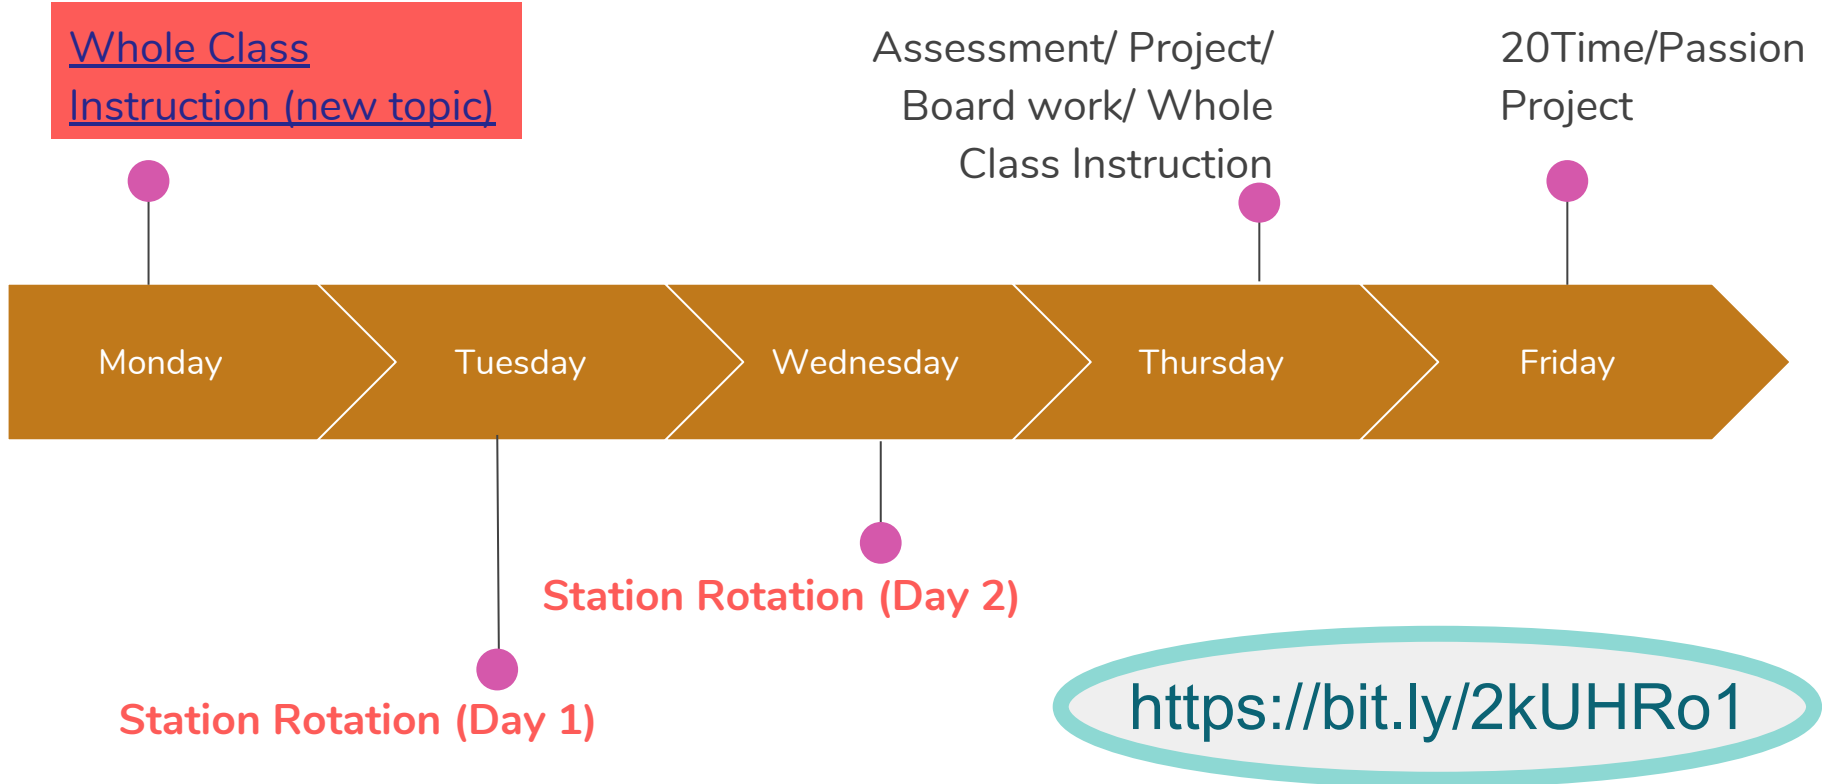 Whole Class
Instruction (new topic)
Assessment/ Project/
Board work/ Whole
Class Instruction
20Time/Passion
Project
Monday
Tuesday
Wednesday
Thursday
Friday
Station Rotation (Day 2)
Station Rotation (Day 1)
https://bit.ly/2kUHRo1